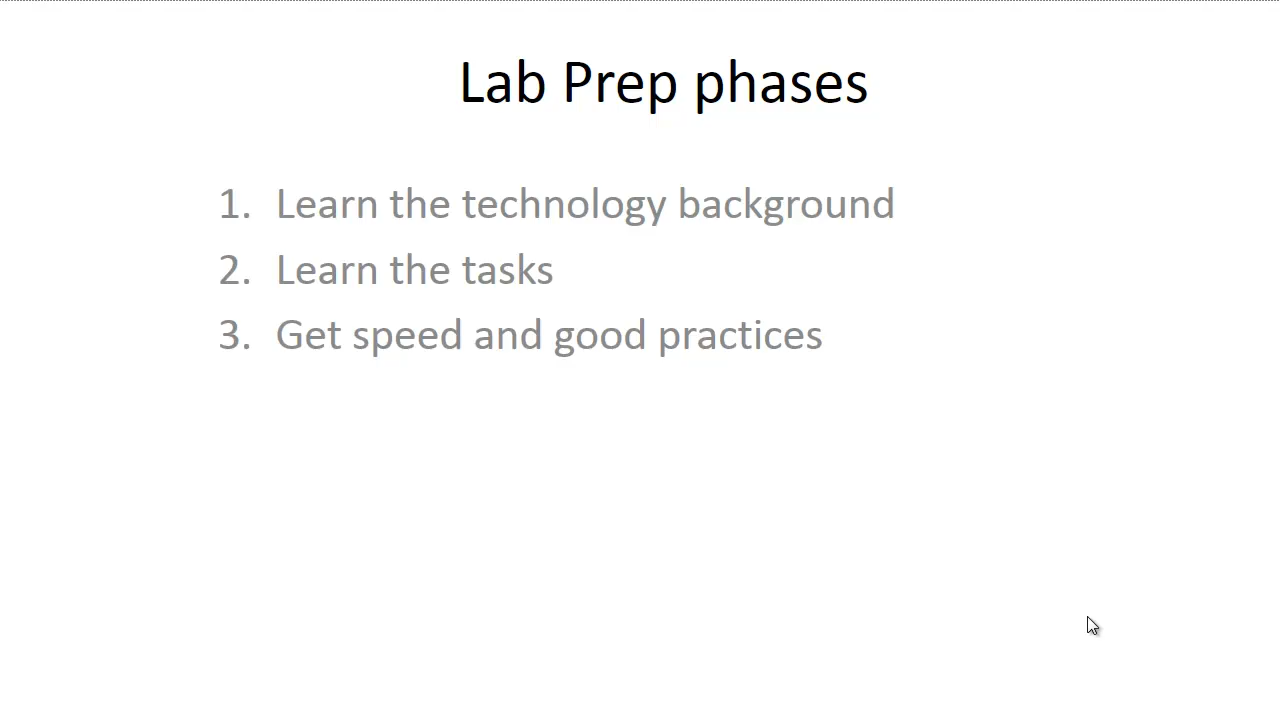 Lab Prep phases
1. Learn the technology background
2. Learn the tasks
3. Get speed and good practices